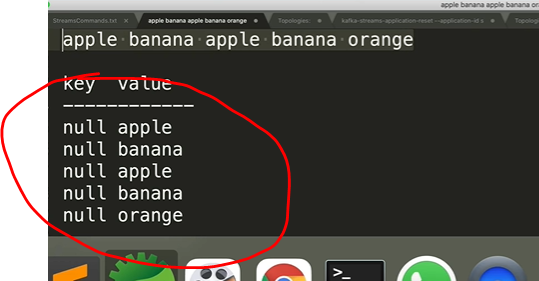 apple banana apple banana or
StreamsCommands.txt apple banana apple banana orange Topologies: kafka-streams-application-reset --application-id s Topolog
apple banana apple banana orange
key value
------------
null apple
null banana
null apple
null banana
null orange
>_